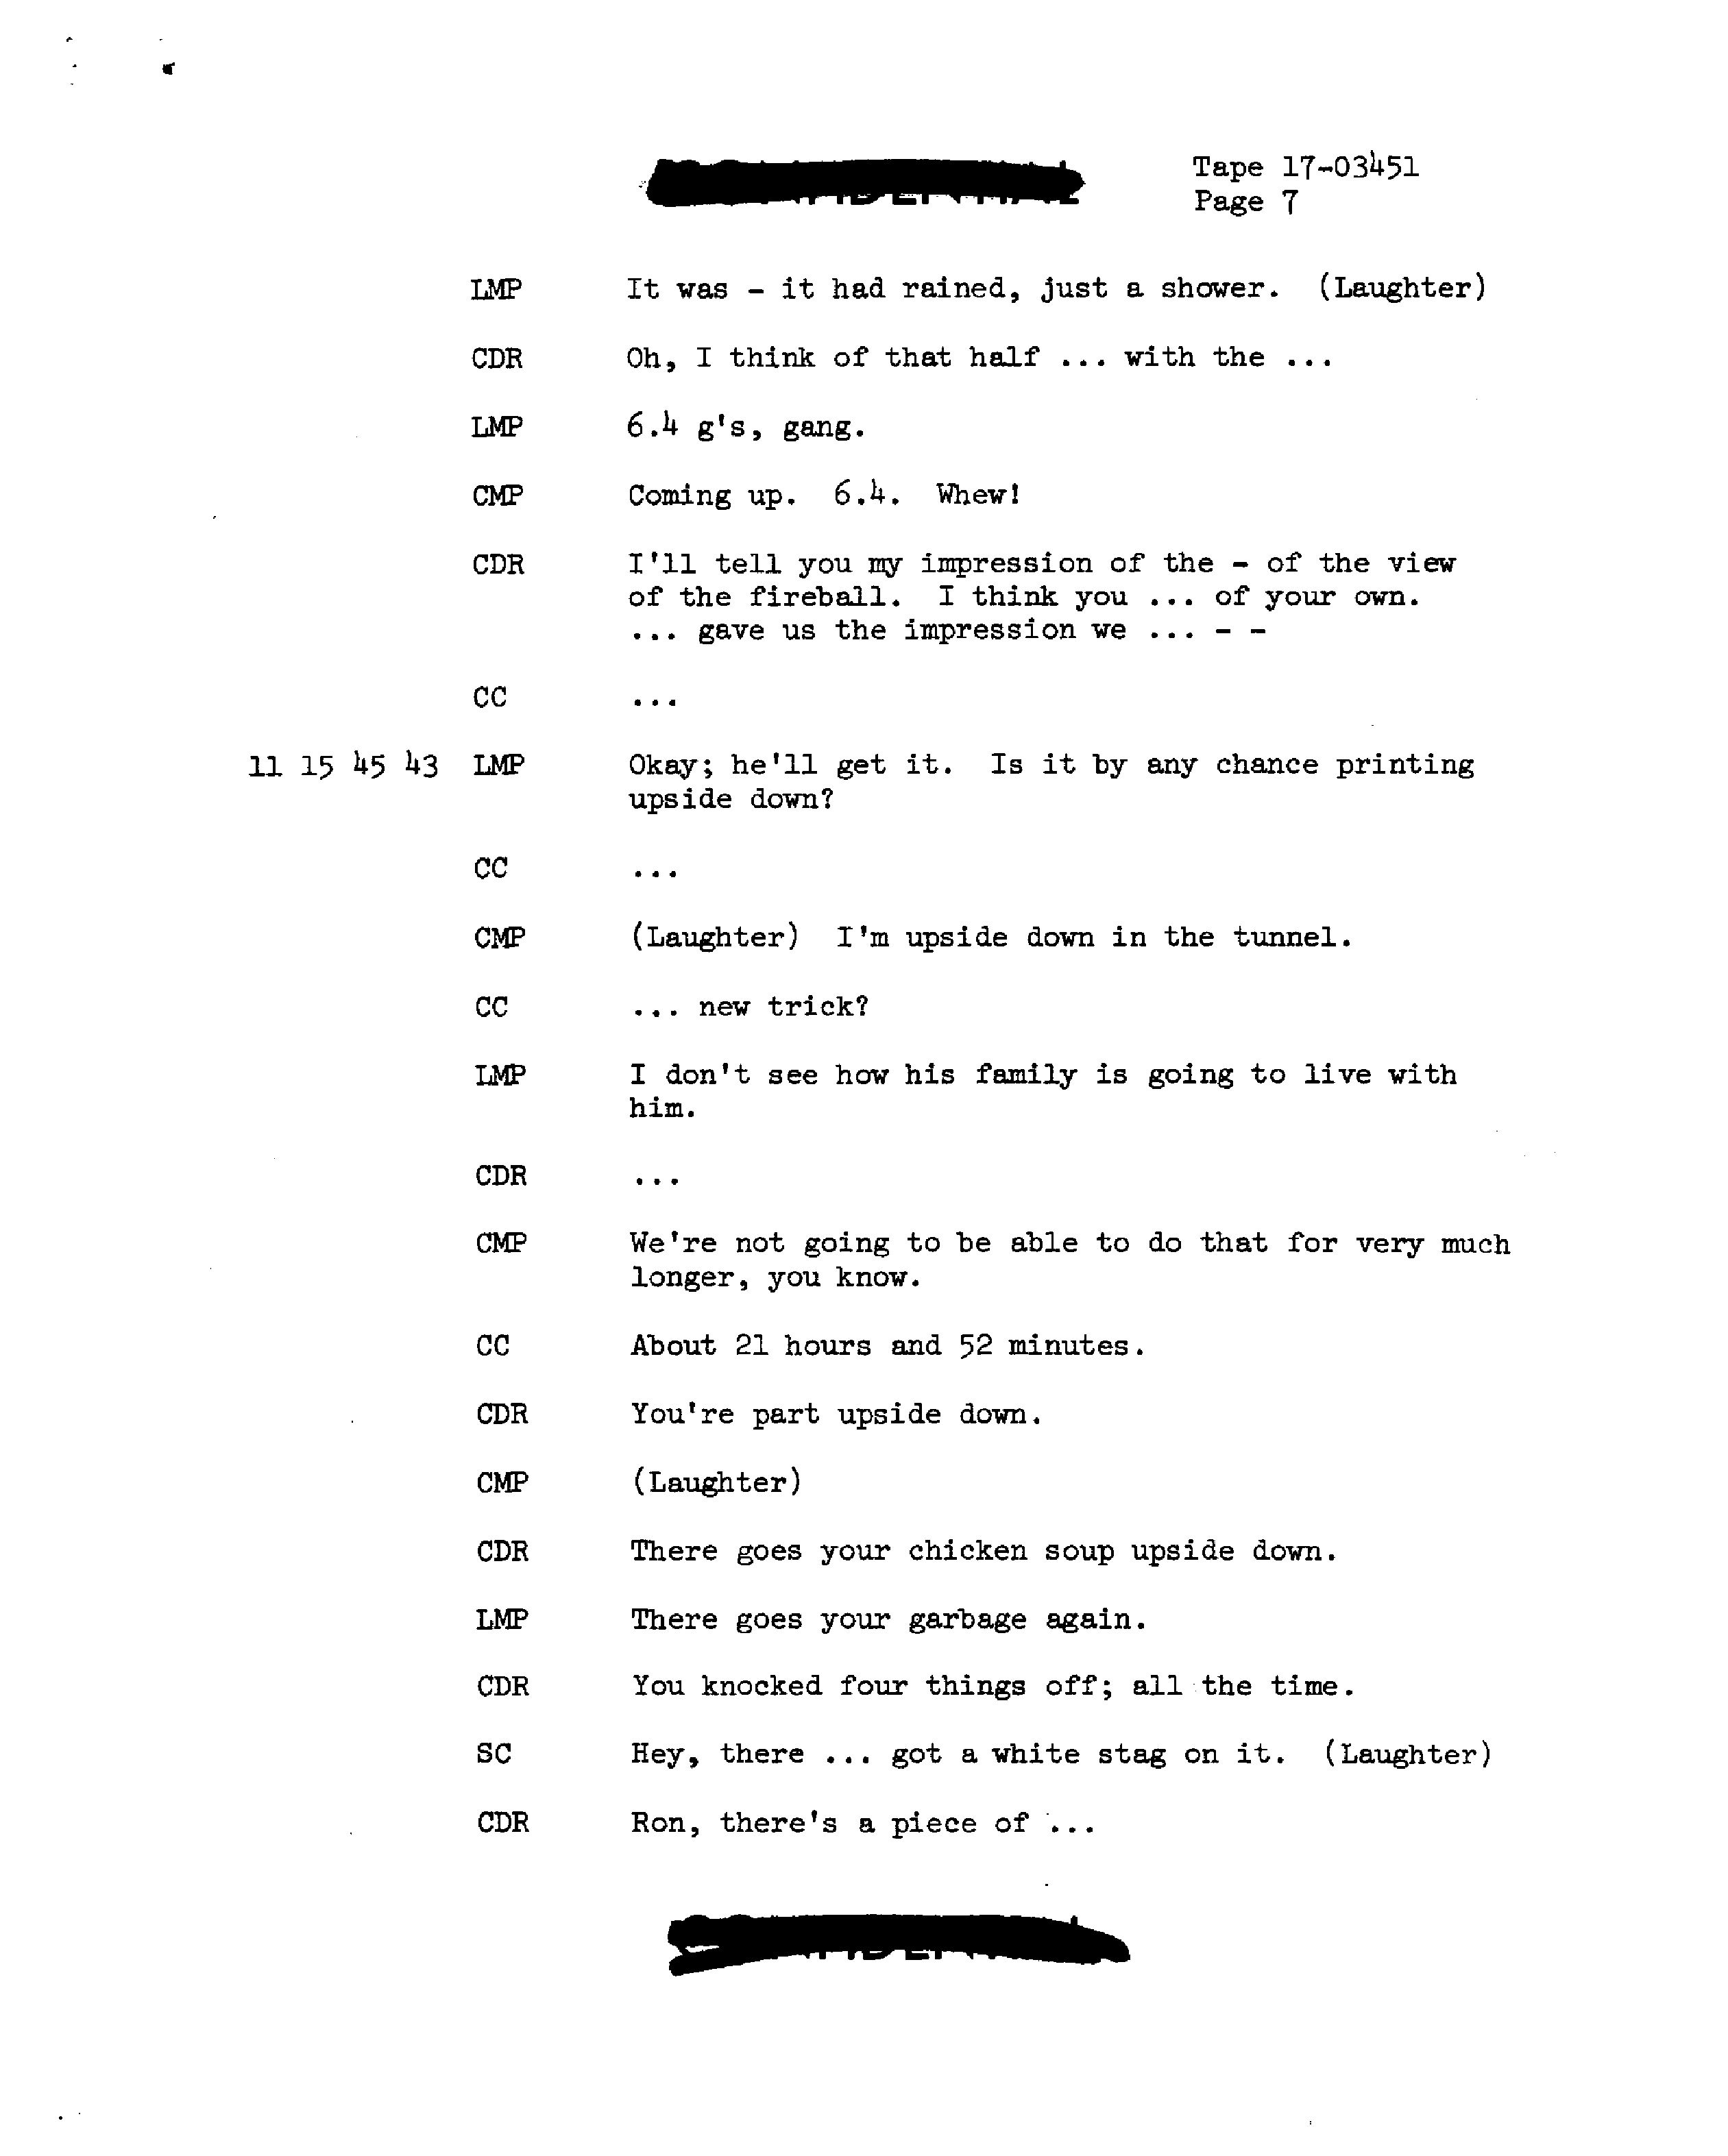 Tape 17-03451
Page 7
LMP It was - it had rained, just a shower. (Laughter)
CDR Oh, I think of that half ... with the ...
LMP 6.4 g's, gang.
CMP Coming up. 6.4. Whew!
CDR I'll tell you my impression of the - of the view
of the fireball. I think you ... of your own.
... gave us the impression we ... - -
CC ...
11 15 45 43 LMP Okay; he'll get it. Is it by any chance printing
upside down?
CC ...
CMP (Laughter) I'm upside down in the tunnel.
CC ... new trick?
LMP I don't see how his family is going to live with
him.
CDR ...
CMP We're not going to be able to do that for very much
longer, you know.
CC About 21 hours and 52 minutes.
CDR You're part upside down.
CMP (Laughter)
CDR There goes your chicken soup upside down.
LMP There goes your garbage again.
CDR You knocked four things off; all the time.
SC Hey, there ... got a white stag on it. (Laughter)
CDR Ron, there's a piece of ...